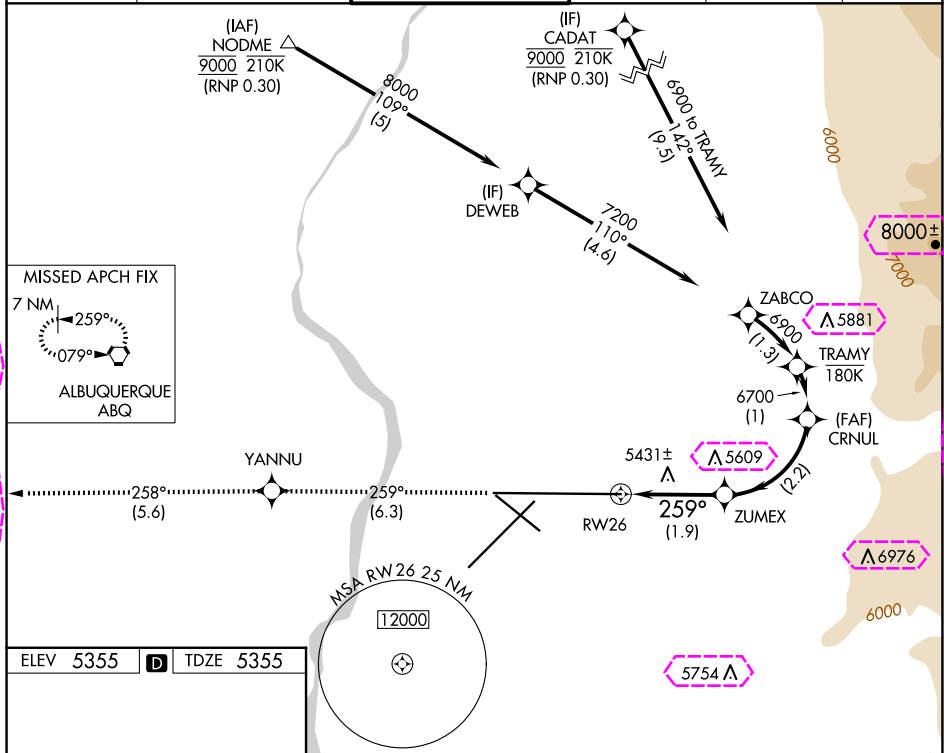 (IAF)
NODME
9000 210K
(RNP 0.30)
(IF)
CADAT
9000 210K
(RNP 0.30)
8000
109°
(5)
6900 to TRAMY
142°
(9.5)
6000
(IF)
DEWEB
7200
110°
(4.6)
8000±
7000
MISSED APCH FIX
7 NM
259°
079°
ALBUQUERQUE
ABQ
ZABCO
6900
(1.3)
5881
TRAMY
180K
6700
(1)
(FAF)
CRNUL
(2.2)
YANNU
5431±
5609
258°
(5.6)
259°
(6.3)
RW26
259°
(1.9)
ZUMEX
6976
6000
MSA RW26 25 NM
12000
ELEV 5355 D TDZE 5355
5754